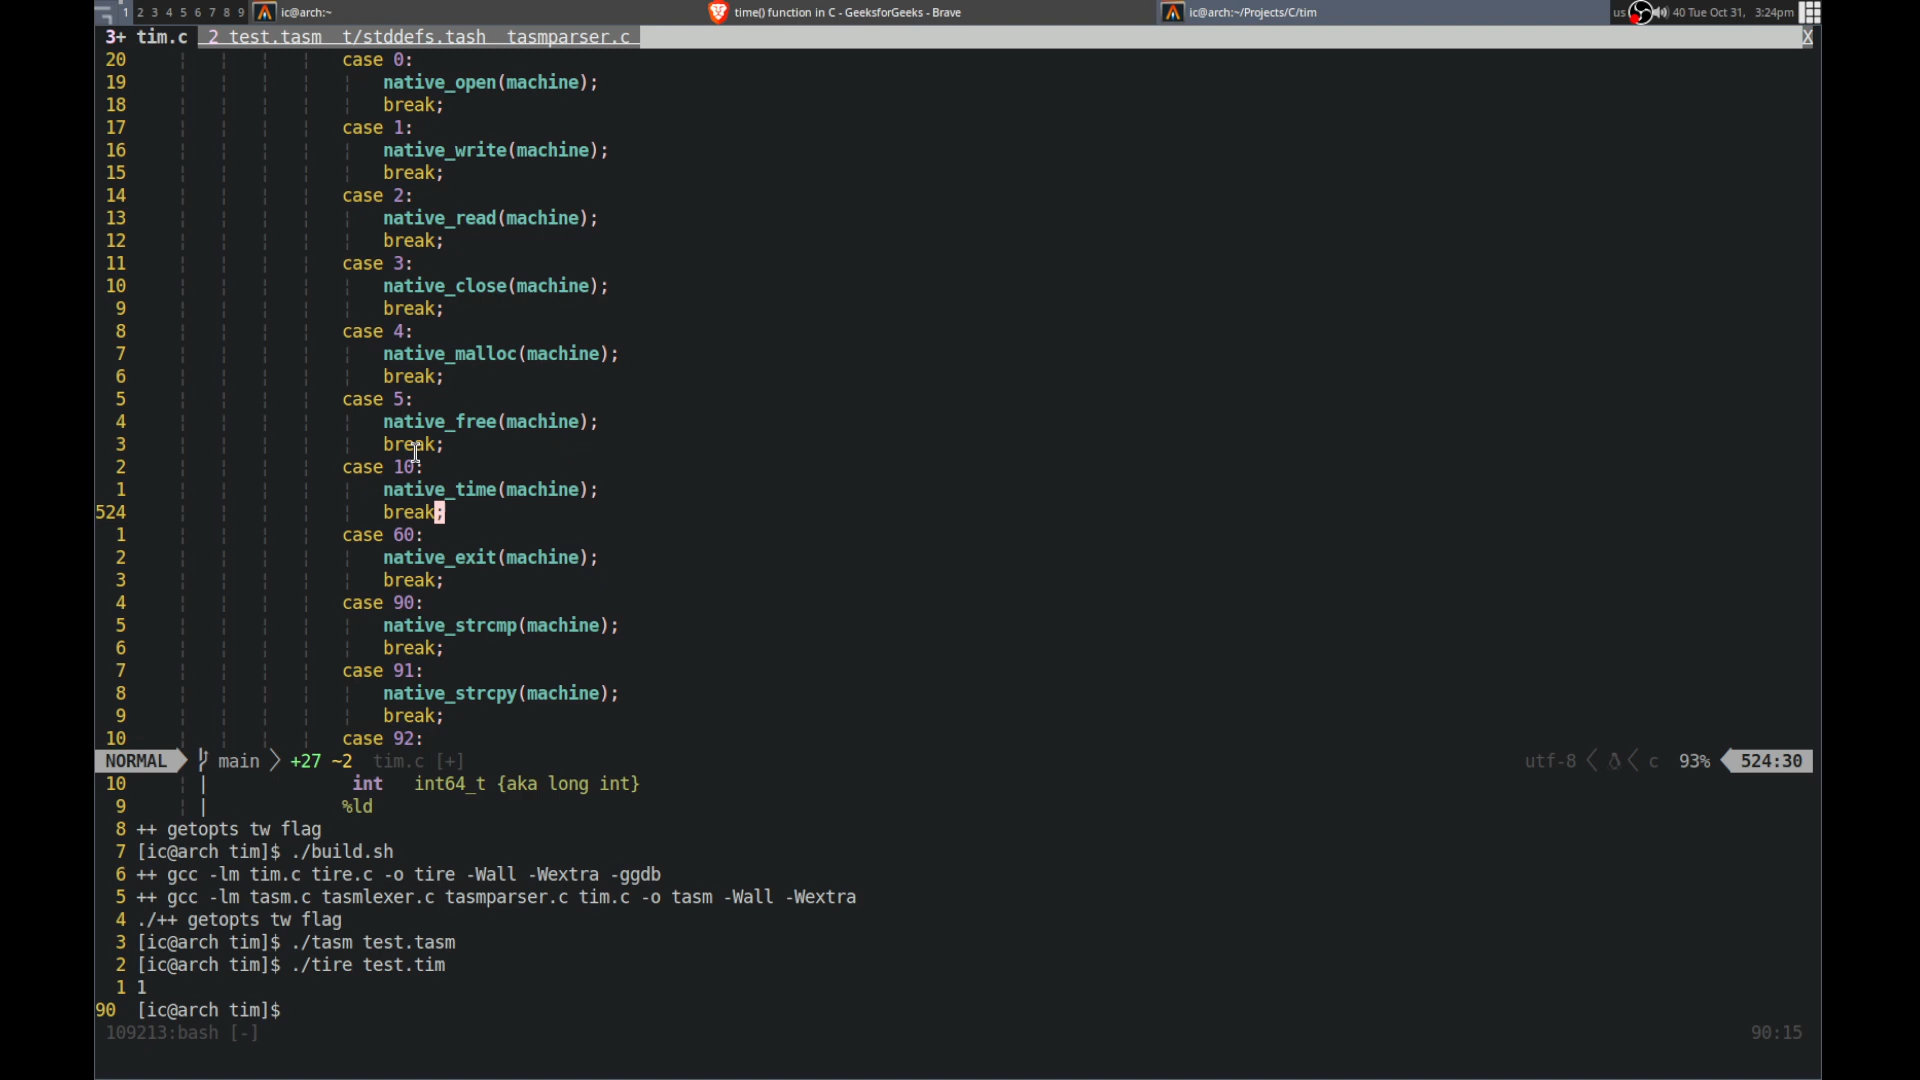 1 2 3 4 5 6 7 8 9 ic@arch:~ time() function in C - GeeksforGeeks - Brave ic@arch:~/Projects/C/tim us 40 Tue Oct 31, 3:24pm
3+ tim.c 2 test.tasm t/stddefs.tash tasmparser.c X
20 case 0:
19 native_open(machine);
18 break;
17 case 1:
16 native_write(machine);
15 break;
14 case 2:
13 native_read(machine);
12 break;
11 case 3:
10 native_close(machine);
9 break;
8 case 4:
7 native_malloc(machine);
6 break;
5 case 5:
4 native_free(machine);
3 break;
2 case 10:
1 native_time(machine);
524 break;
1 case 60:
2 native_exit(machine);
3 break;
4 case 90:
5 native_strcmp(machine);
6 break;
7 case 91:
8 native_strcpy(machine);
9 break;
10 case 92:
NORMAL main +27 ~2 tim.c [+] utf-8 c 93% 524:30
10 | int int64_t {aka long int}
9 | %ld
8 ++ getopts tw flag
7 [ic@arch tim]$ ./build.sh
6 ++ gcc -lm tim.c tire.c -o tire -Wall -Wextra -ggdb
5 ++ gcc -lm tasm.c tasmlexer.c tasmparser.c tim.c -o tasm -Wall -Wextra
4 ./++ getopts tw flag
3 [ic@arch tim]$ ./tasm test.tasm
2 [ic@arch tim]$ ./tire test.tim
1 1
90 [ic@arch tim]$
109213:bash [-] 90:15